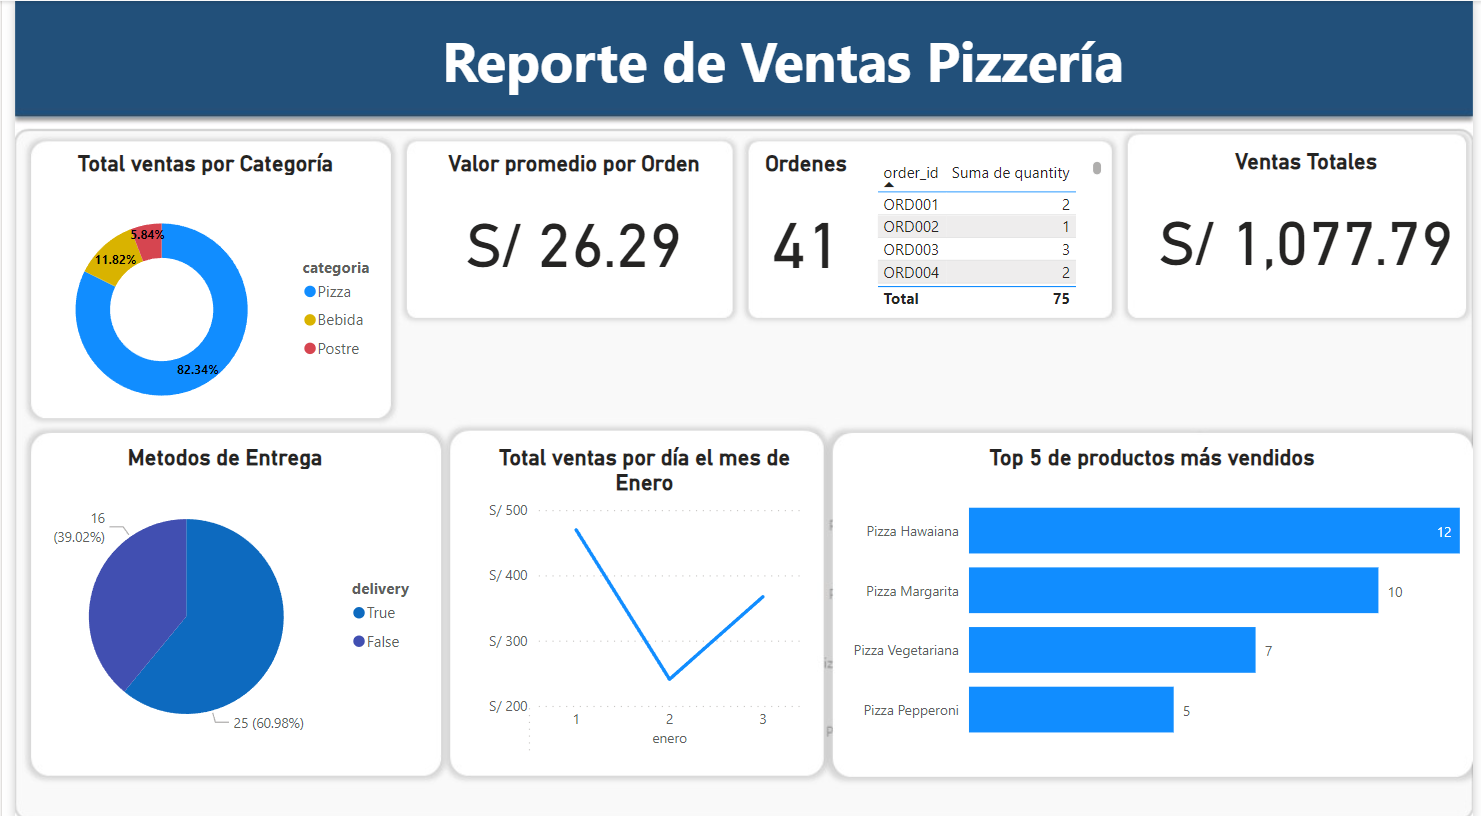 Reporte de Ventas Pizzería
Total ventas por Categoría
5.84%
11.82%
82.34%
categoria
Pizza
Bebida
Postre
Valor promedio por Orden
S/ 26.29
Ordenes
41
order_id Suma de quantity
ORD001 2
ORD002 1
ORD003 3
ORD004 2
Total 75
Ventas Totales
S/ 1,077.79
Metodos de Entrega
16
(39.02%)
25 (60.98%)
delivery
True
False
Total ventas por día el mes de
Enero
S/ 500
S/ 400
S/ 300
S/ 200
1 2 3
enero
Top 5 de productos más vendidos
Pizza Hawaiana 12
Pizza Margarita 10
Pizza Vegetariana 7
Pizza Pepperoni 5